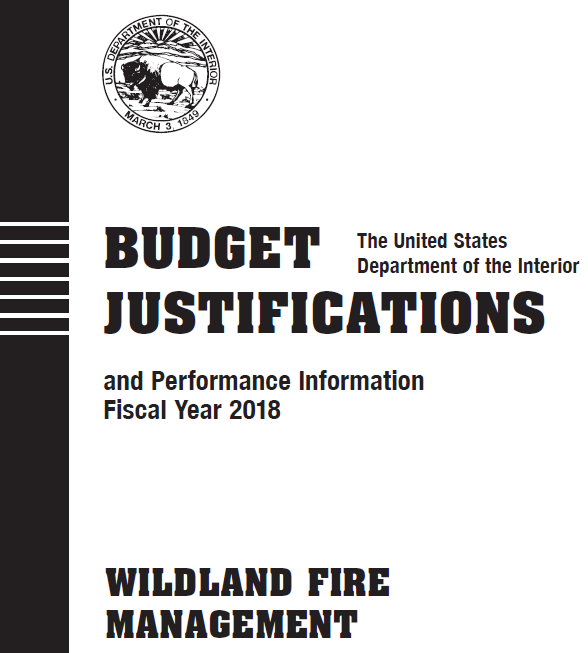 U.S. DEPARTMENT OF THE INTERIOR
MARCH 3, 1849
BUDGET
The United States
Department of the Interior
JUSTIFICATIONS
and Performance Information
Fiscal Year 2018
WILDLAND FIRE
MANAGEMENT